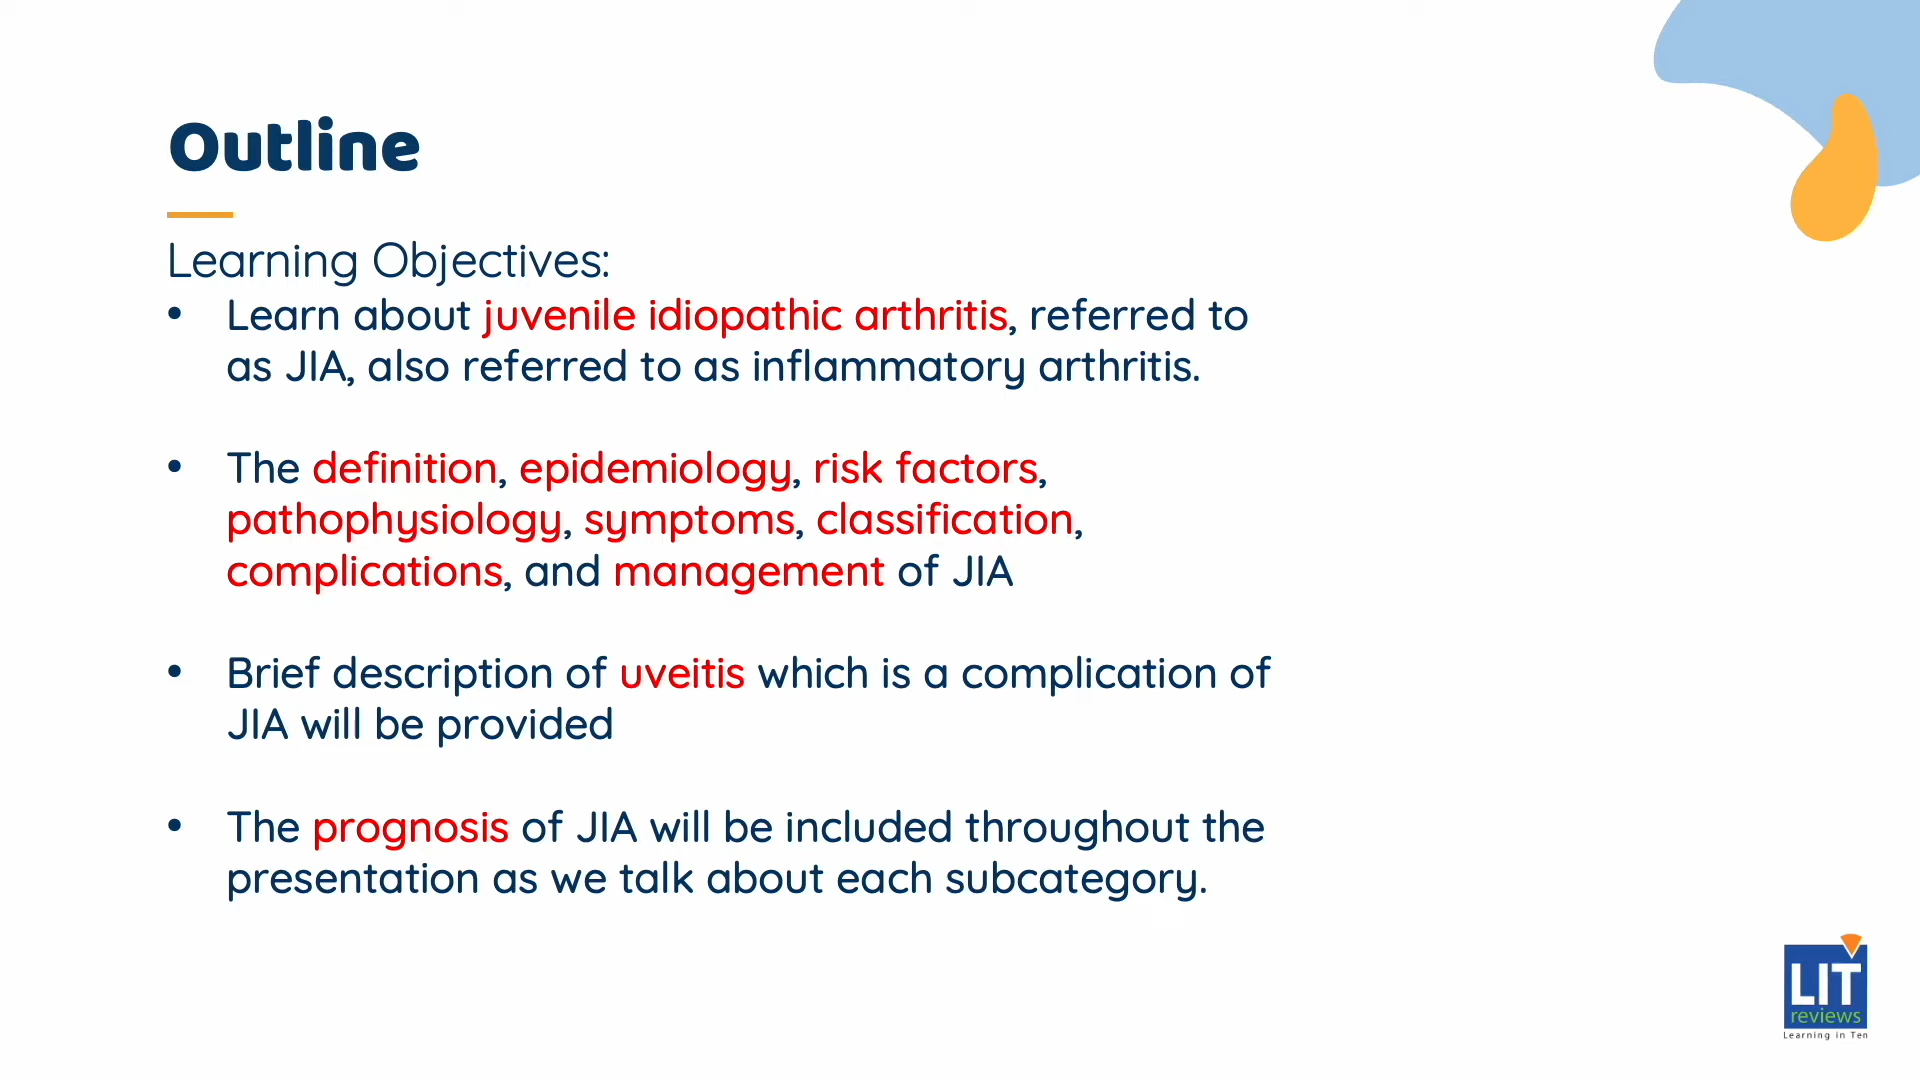 Outline
Learning Objectives:
• Learn about juvenile idiopathic arthritis, referred to
as JIA, also referred to as inflammatory arthritis.
• The definition, epidemiology, risk factors,
pathophysiology, symptoms, classification,
complications, and management of JIA
• Brief description of uveitis which is a complication of
JIA will be provided
• The prognosis of JIA will be included throughout the
presentation as we talk about each subcategory.
LIT
reviews
Learning in Ten